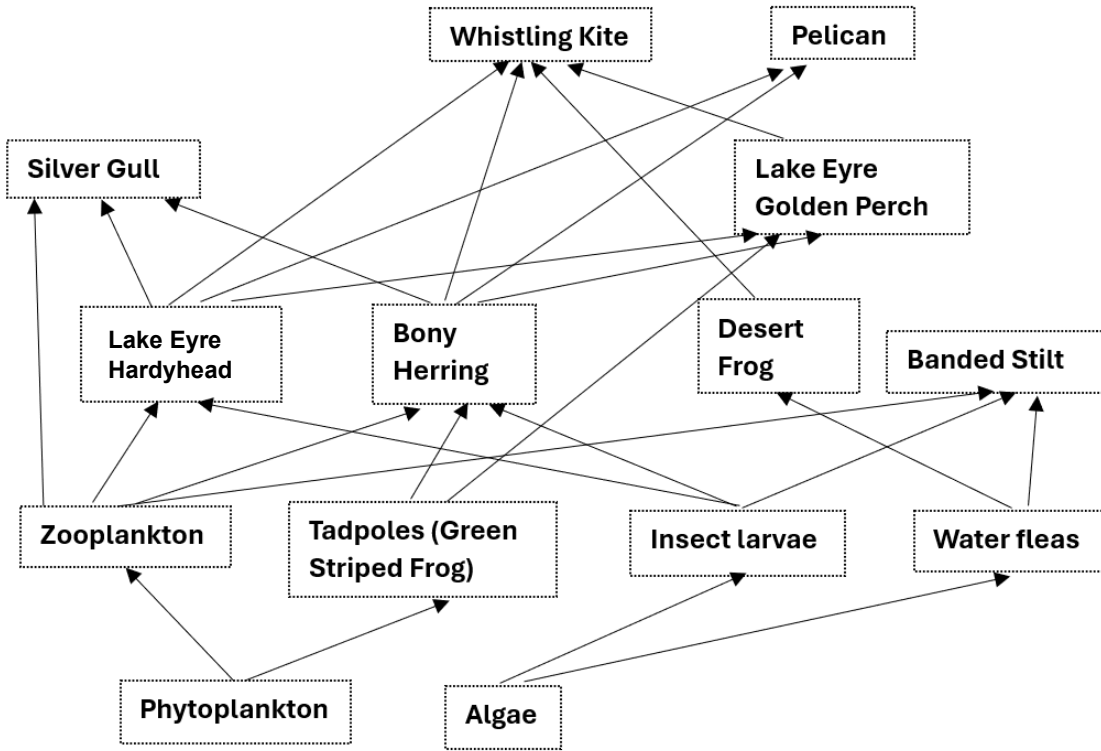 Whistling Kite
Pelican
Silver Gull
Lake Eyre
Golden Perch
Lake Eyre
Hardyhead
Bony
Herring
Desert
Frog
Banded Stilt
Zooplankton
Tadpoles (Green
Striped Frog)
Insect larvae
Water fleas
Phytoplankton
Algae